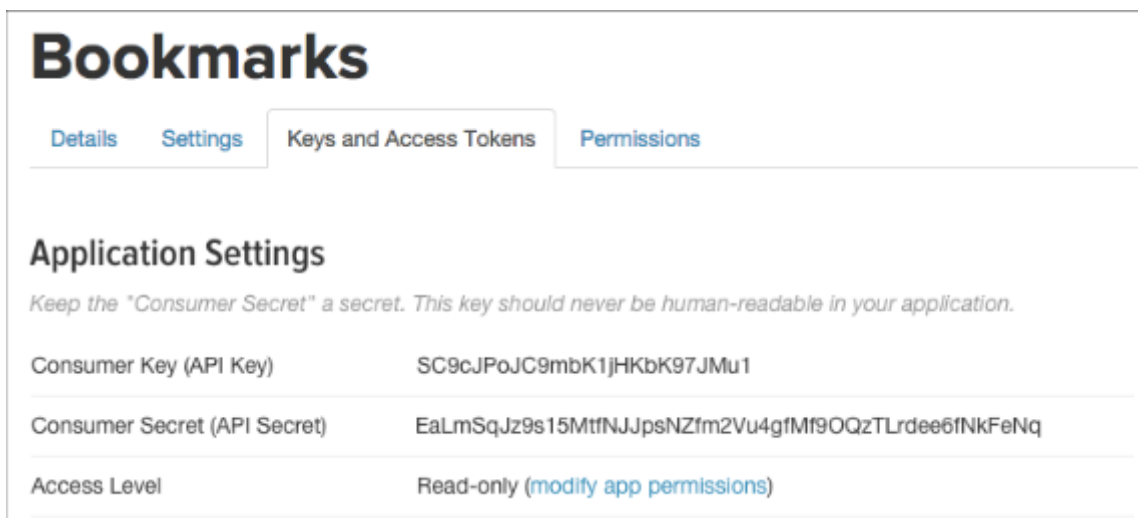 Bookmarks
Details Settings Keys and Access Tokens Permissions
Application Settings
Keep the "Consumer Secret" a secret. This key should never be human-readable in your application.
Consumer Key (API Key) SC9cJPoJC9mbK1jHKbK97JMu1
Consumer Secret (API Secret) EaLmSqJz9s15MtfNJJpsNZfm2Vu4gfMf9OQzTLrdee6fNkFeNq
Access Level Read-only (modify app permissions)